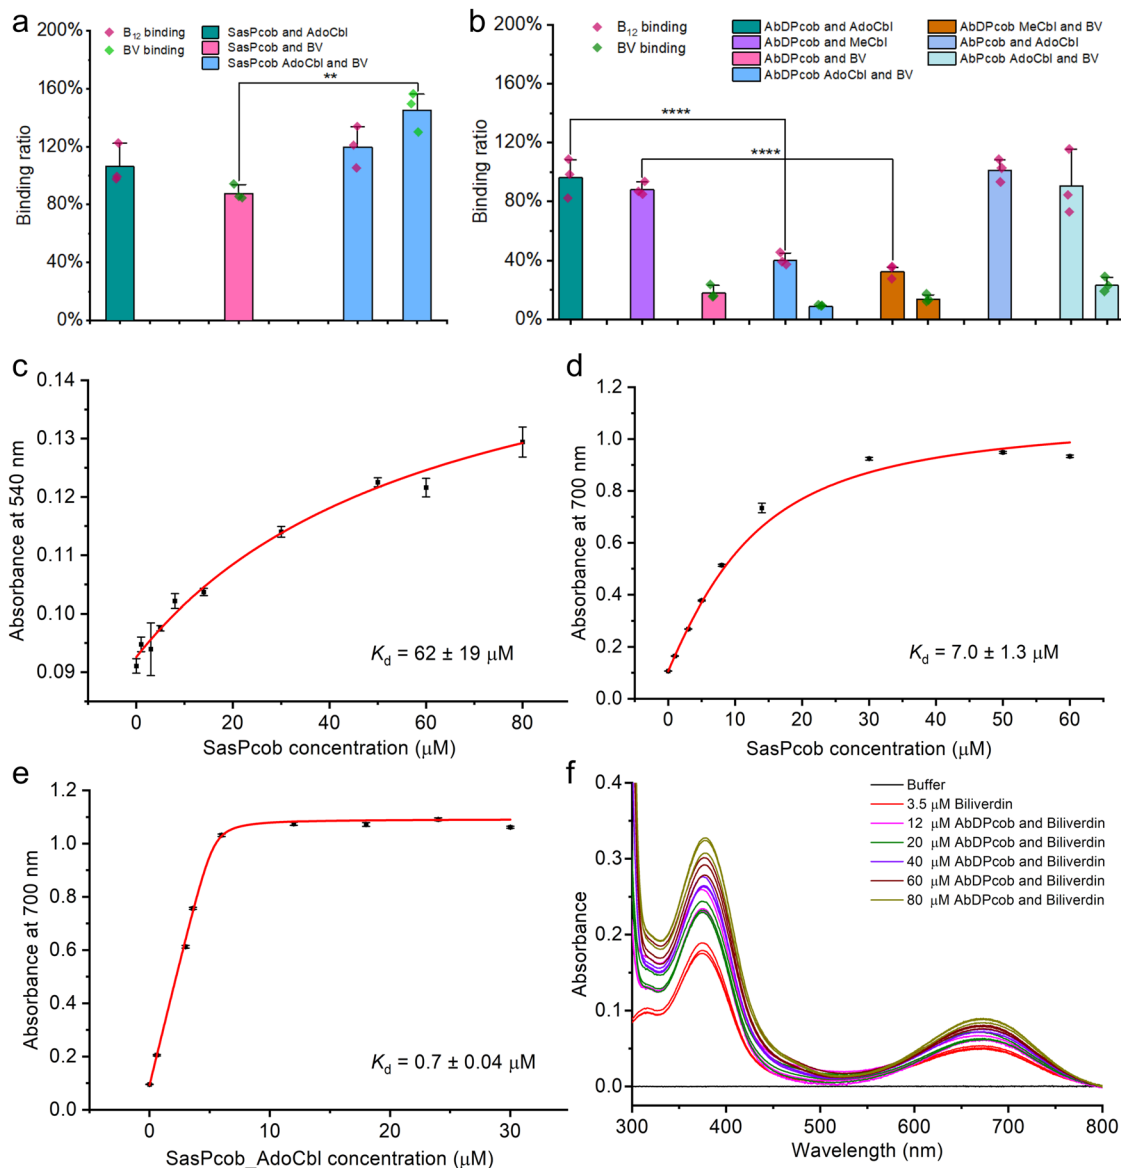 a
200%
160%
120%
80%
40%
0%
Binding ratio
B12 binding
BV binding
SasPcob and AdoCbl
SasPcob and BV
SasPcob AdoCbl and BV
**
b
200%
160%
120%
80%
40%
0%
Binding ratio
B12 binding
BV binding
AbDPcob and AdoCbl
AbDPcob and MeCbl
AbDPcob and BV
AbDPcob AdoCbl and BV
AbDPcob MeCbl and BV
AbPcob and AdoCbl
AbPcob AdoCbl and BV
****
****
c
0.14
0.13
0.12
0.11
0.10
0.09
Absorbance at 540 nm
Kd = 62 ± 19 μM
0 20 40 60 80
SasPcob concentration (μM)
d
1.2
1.0
0.8
0.6
0.4
0.2
0.0
Absorbance at 700 nm
Kd = 7.0 ± 1.3 μM
0 10 20 30 40 50 60
SasPcob concentration (μM)
e
1.2
1.0
0.8
0.6
0.4
0.2
0.0
Absorbance at 700 nm
Kd = 0.7 ± 0.04 μM
0 10 20 30
SasPcob_AdoCbl concentration (μM)
f
0.4
0.3
0.2
0.1
0.0
Absorbance
Buffer
3.5 μM Biliverdin
12 μM AbDPcob and Biliverdin
20 μM AbDPcob and Biliverdin
40 μM AbDPcob and Biliverdin
60 μM AbDPcob and Biliverdin
80 μM AbDPcob and Biliverdin
300 400 500 600 700 800
Wavelength (nm)